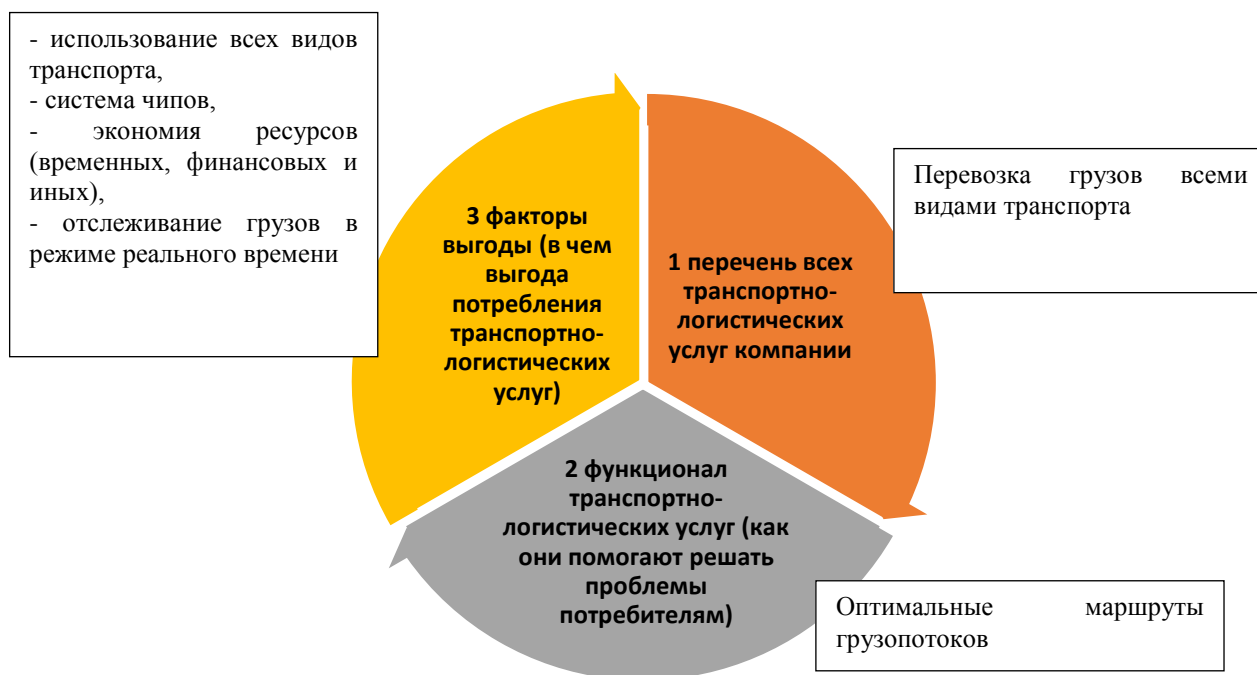 - использование всех видов
транспорта,
- система чипов,
- экономия ресурсов
(временных, финансовых и
иных),
- отслеживание грузов в
режиме реального времени
3 факторы
выгоды (в чем
выгода
потребления
транспортно-
логистических
услуг)
1 перечень всех
транспортно-
логистических
услуг компании
Перевозка грузов всеми
видами транспорта
2 функционал
транспортно-
логистических услуг (как
они помогают решать
проблемы
потребителям)
Оптимальные маршруты
грузопотоков